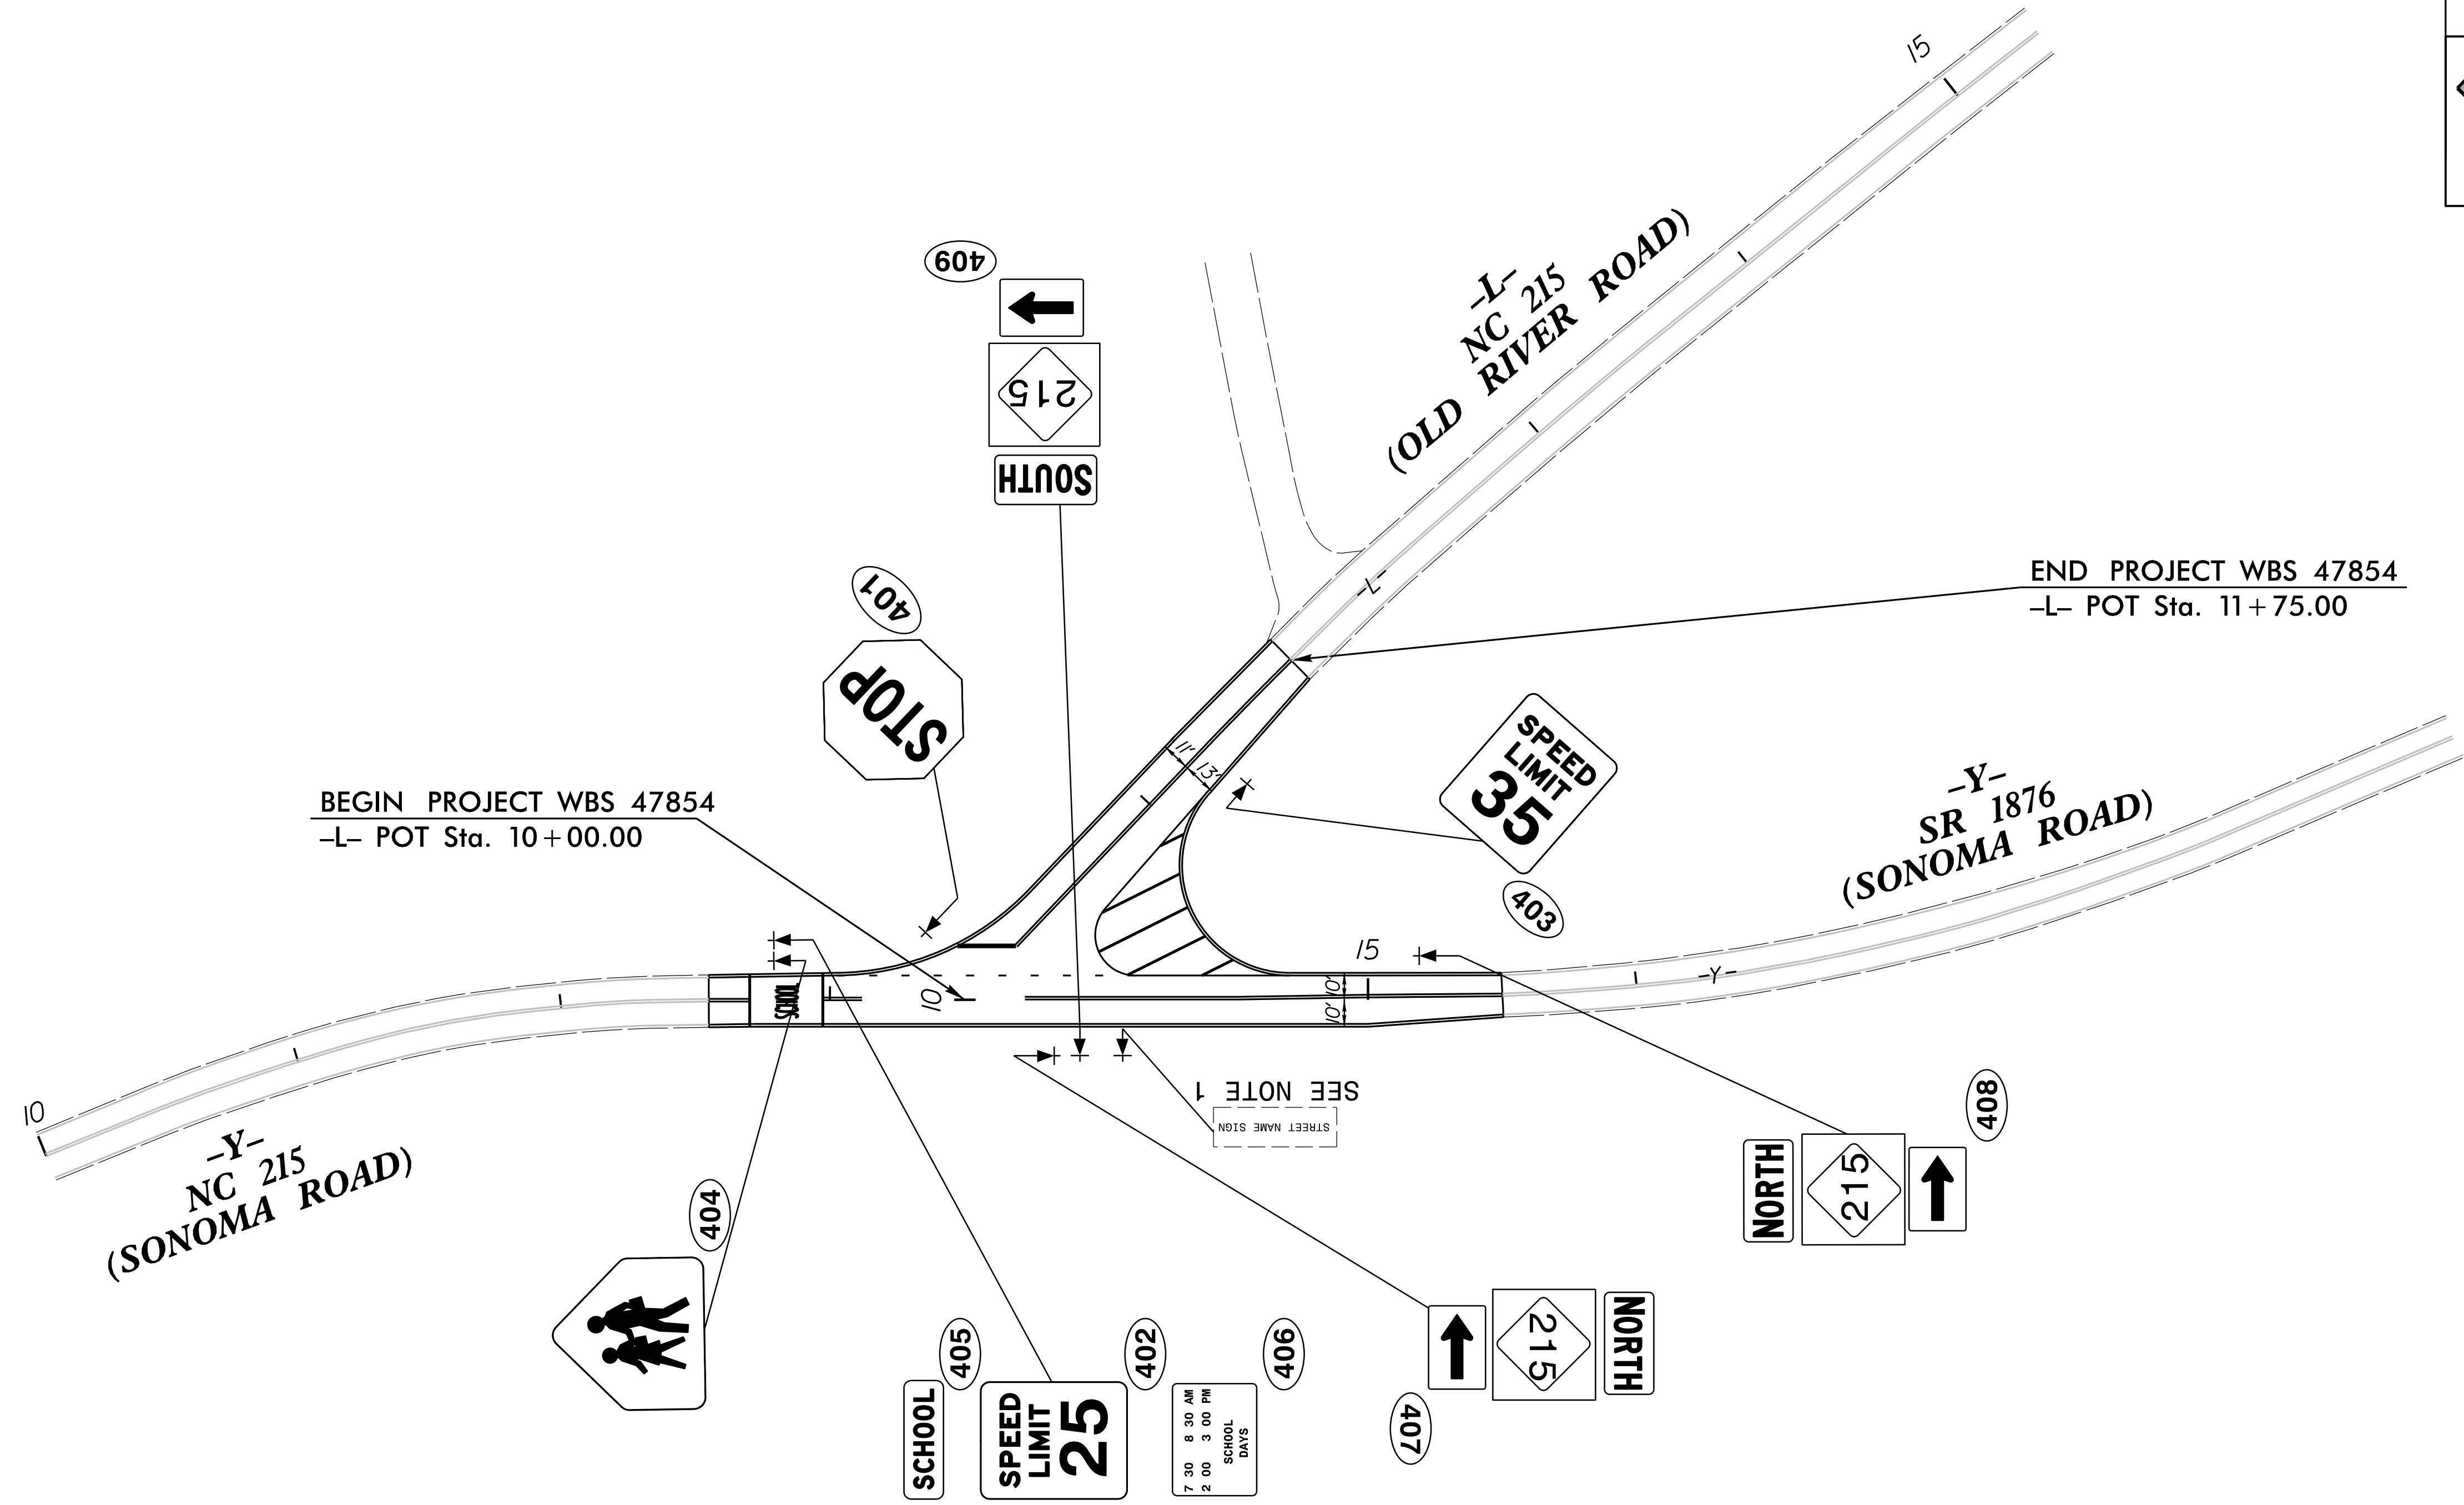 15
409
215
SOUTH
–L–
NC 215
(OLD RIVER ROAD)
401
STOP
END PROJECT WBS 47854
–L– POT Sta. 11+75.00
–L–
BEGIN PROJECT WBS 47854
–L– POT Sta. 10+00.00
11'
13'
SPEED
LIMIT
35
403
–Y–
SR 1876
(SONOMA ROAD)
SCHOOL
10
15
10'
10'
–Y–
10
–Y–
NC 215
(SONOMA ROAD)
SEE NOTE 1
STREET NAME SIGN
408
NORTH
215
404
405
SCHOOL
402
SPEED
LIMIT
25
406
7 30 8 30 AM
2 00 3 00 PM
SCHOOL
DAYS
407
215
NORTH